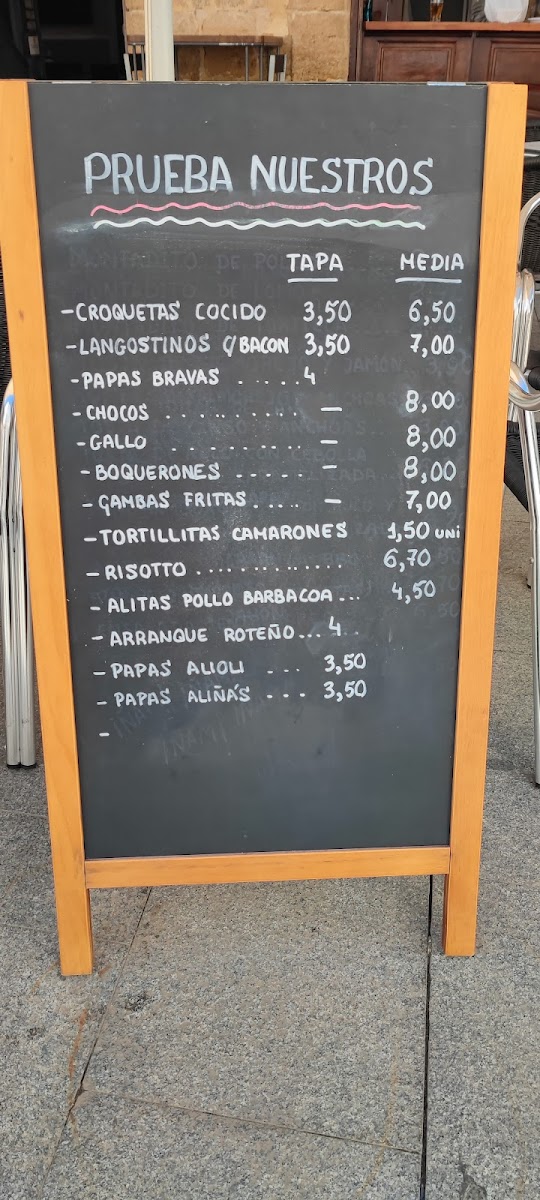 PRUEBA NUESTROS
TAPA MEDIA
-CROQUETAS COCIDO 3,50 6,50
-LANGOSTINOS C/BACON 3,50 7,00
-PAPAS BRAVAS ......4
-CHOCOS ......... — 8,00
-GALLO ......... — 8,00
-BOQUERONES ...... — 8,00
-GAMBAS FRITAS..... — 7,00
-TORTILLITAS CAMARONES 1,50 UNI
-RISOTTO ............... 6,70
-ALITAS POLLO BARBACOA... 4,50
-ARRANQUE ROTEÑO... 4
-PAPAS ALIOLI .... 3,50
-PAPAS ALIÑÁS ... 3,50
-